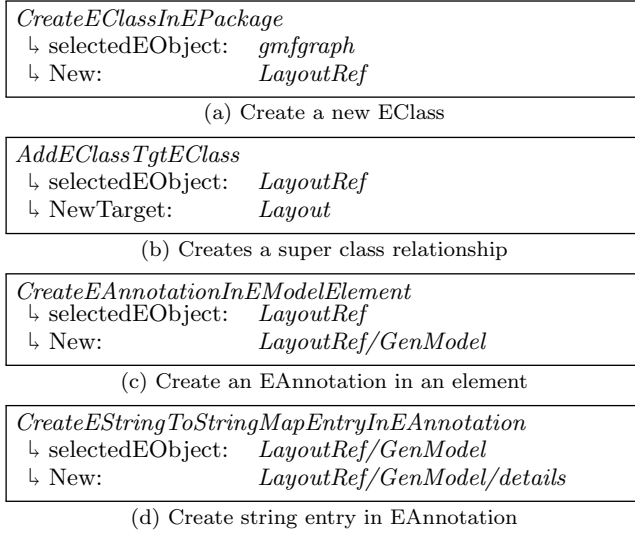 CreateEClassInEPackage
↳ selectedEObject: gmfgraph
↳ New: LayoutRef
(a) Create a new EClass
AddEClassTgtEClass
↳ selectedEObject: LayoutRef
↳ NewTarget: Layout
(b) Creates a super class relationship
CreateEAnnotationInEModelElement
↳ selectedEObject: LayoutRef
↳ New: LayoutRef/GenModel
(c) Create an EAnnotation in an element
CreateEStringToStringMapEntryInEAnnotation
↳ selectedEObject: LayoutRef/GenModel
↳ New: LayoutRef/GenModel/details
(d) Create string entry in EAnnotation